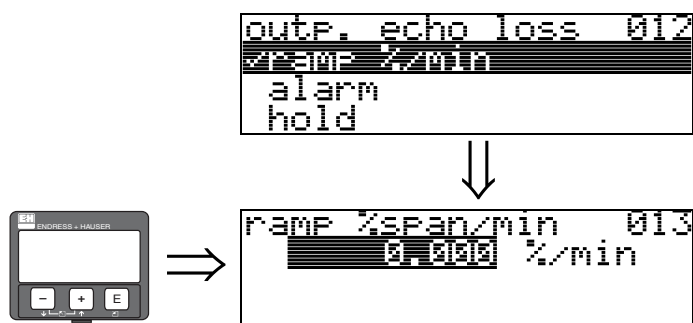 outp. echo loss 012
✓ramp %/min
alarm
hold
E+H
ENDRESS + HAUSER
- + E
ramp %span/min 013
0.000 %/min